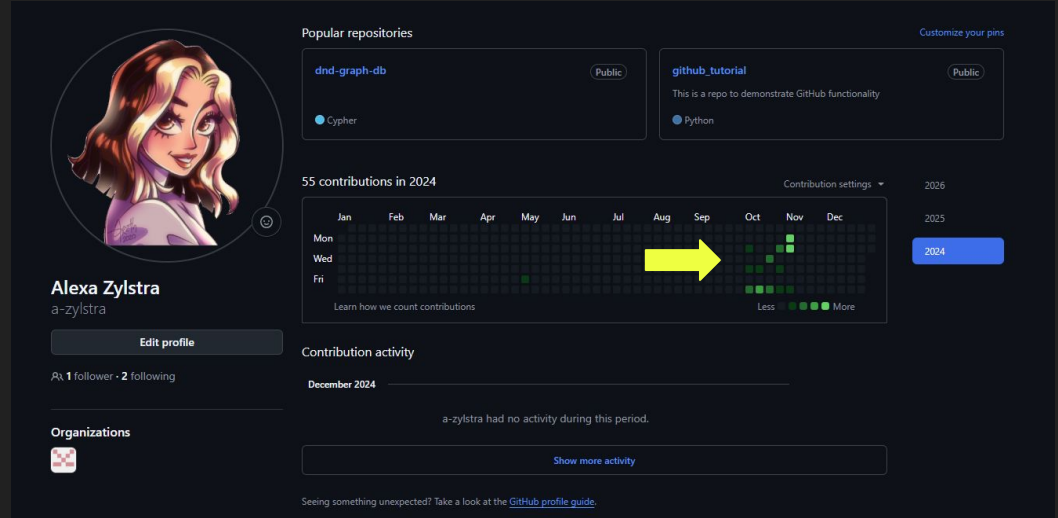 Popular repositories
Customize your pins
dnd-graph-db
Public
Cypher
github_tutorial
Public
This is a repo to demonstrate GitHub functionality
Python
55 contributions in 2024
Contribution settings
2026
2025
2024
Jan Feb Mar Apr May Jun Jul Aug Sep Oct Nov Dec
Mon
Wed
Fri
Learn how we count contributions
Less More
Alexa Zylstra
a-zylstra
Edit profile
1 follower · 2 following
Organizations
Contribution activity
December 2024
a-zylstra had no activity during this period.
Show more activity
Seeing something unexpected? Take a look at the GitHub profile guide.